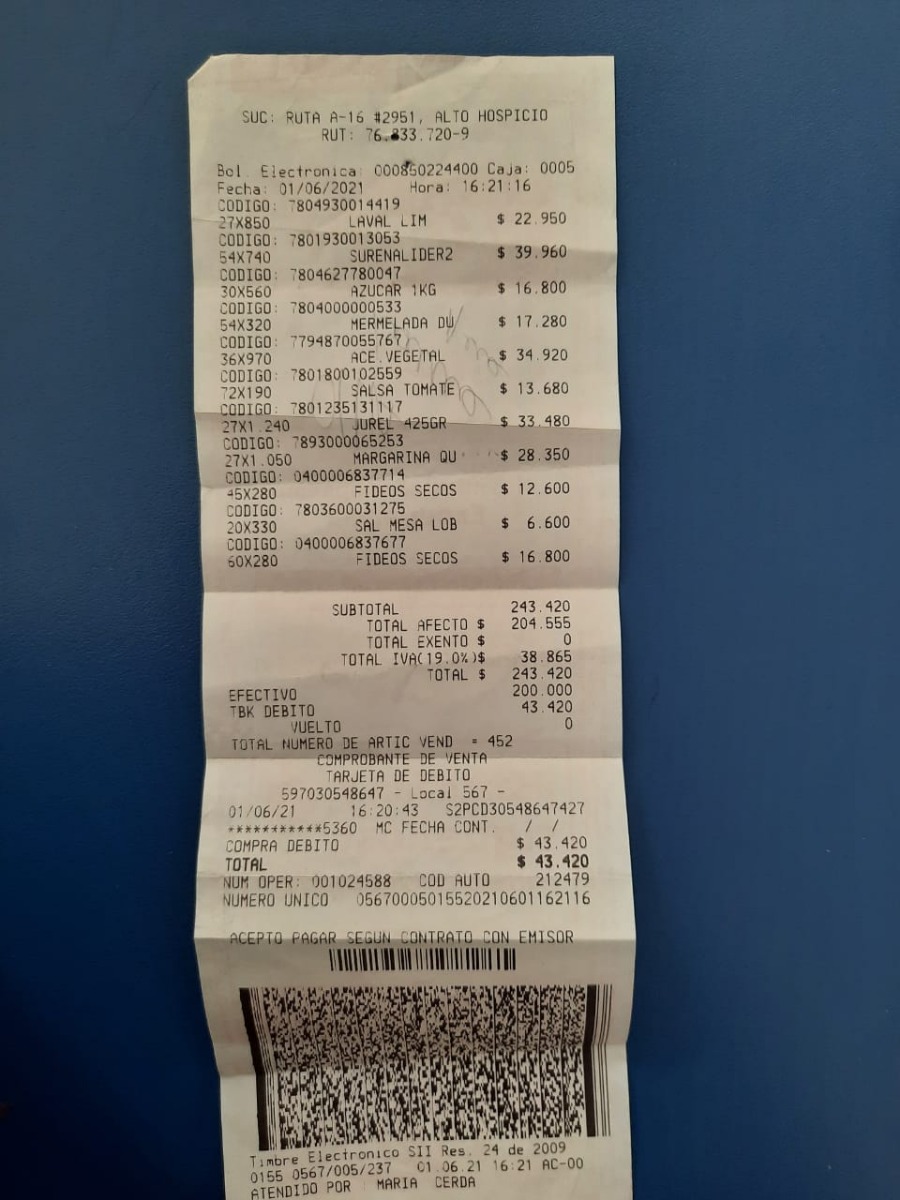 SUC: RUTA A-16 #2951, ALTO HOSPICIO
RUT: 76.833.720-9
Bol. Electronica: 000850224400 Caja: 0005
Fecha: 01/06/2021 Hora: 16:21:16
CODIGO: 7804930014419
27X850 LAVAL LIM $ 22.950
CODIGO: 7801930013053
54X740 SURENALIDER2 $ 39.960
CODIGO: 7804627780047
30X560 AZUCAR 1KG $ 16.800
CODIGO: 7804000000533
54X320 MERMELADA DU $ 17.280
CODIGO: 7794870055767
36X970 ACE.VEGETAL $ 34.920
CODIGO: 7801800102559
72X190 SALSA TOMATE $ 13.680
CODIGO: 7801235131117
27X1.240 JUREL 425GR $ 33.480
CODIGO: 7893000065253
27X1.050 MARGARINA QU $ 28.350
CODIGO: 0400006837714
45X280 FIDEOS SECOS $ 12.600
CODIGO: 7803600031275
20X330 SAL MESA LOB $ 6.600
CODIGO: 0400006837677
60X280 FIDEOS SECOS $ 16.800
SUBTOTAL 243.420
TOTAL AFECTO $ 204.555
TOTAL EXENTO $ 0
TOTAL IVA(19.0%)$ 38.865
TOTAL $ 243.420
EFECTIVO 200.000
TBK DEBITO 43.420
VUELTO 0
TOTAL NUMERO DE ARTIC VEND = 452
COMPROBANTE DE VENTA
TARJETA DE DEBITO
597030548647 - Local 567 -
01/06/21 16:20:43 S2PCD30548647427
***********5360 MC FECHA CONT. / /
COMPRA DEBITO $ 43.420
TOTAL $ 43.420
NUM OPER: 001024588 COD AUTO 212479
NUMERO UNICO 05670005015520210601162116
ACEPTO PAGAR SEGUN CONTRATO CON EMISOR
Timbre Electronico SII Res. 24 de 2009
0155 0567/005/237 01.06.21 16:21 AC-00
ATENDIDO POR : MARIA CERDA